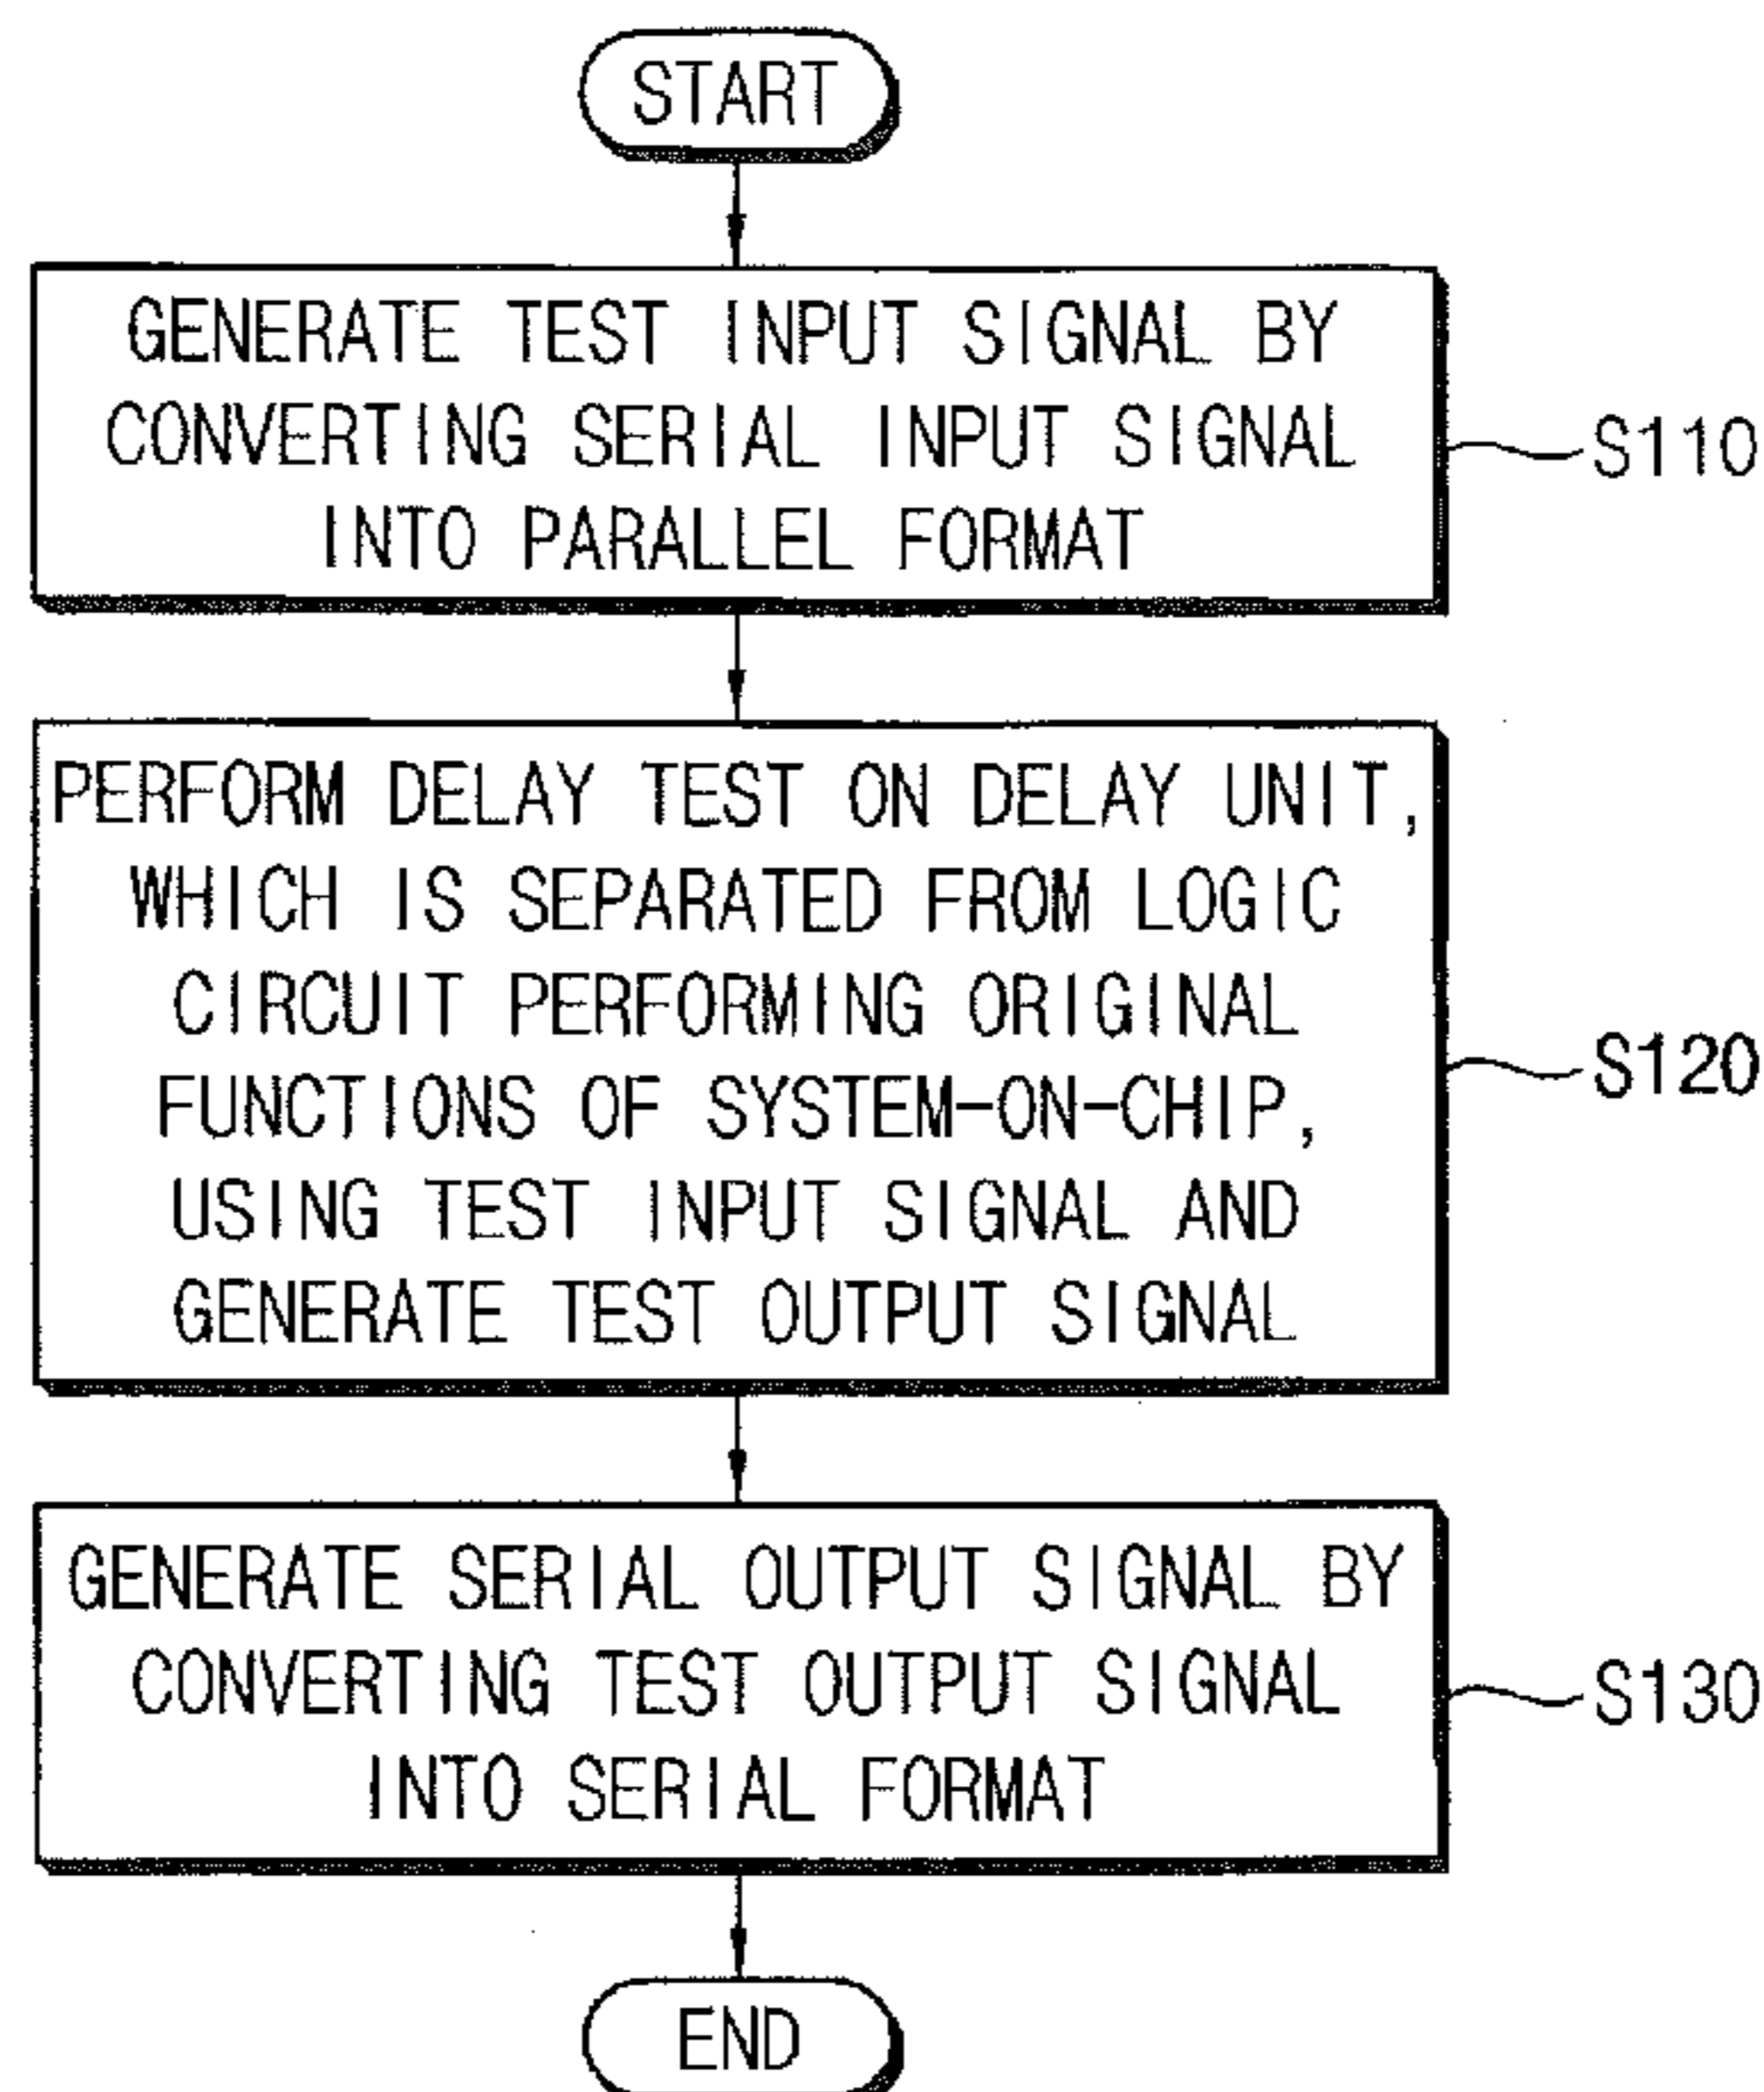 START
GENERATE TEST INPUT SIGNAL BY
CONVERTING SERIAL INPUT SIGNAL
INTO PARALLEL FORMAT
S110
PERFORM DELAY TEST ON DELAY UNIT,
WHICH IS SEPARATED FROM LOGIC
CIRCUIT PERFORMING ORIGINAL
FUNCTIONS OF SYSTEM-ON-CHIP,
USING TEST INPUT SIGNAL AND
GENERATE TEST OUTPUT SIGNAL
S120
GENERATE SERIAL OUTPUT SIGNAL BY
CONVERTING TEST OUTPUT SIGNAL
INTO SERIAL FORMAT
S130
END